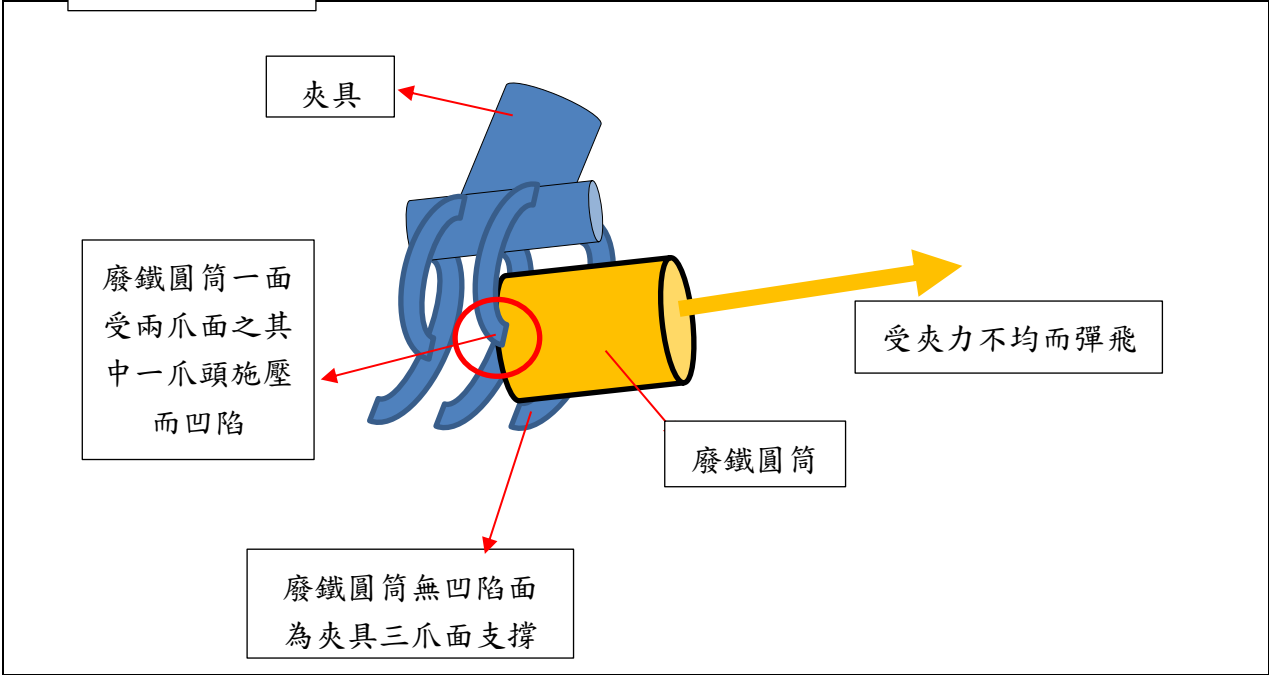 夾具
廢鐵圓筒一面
受兩爪面之其
中一爪頭施壓
而凹陷
受夾力不均而彈飛
廢鐵圓筒
廢鐵圓筒無凹陷面
為夾具三爪面支撐